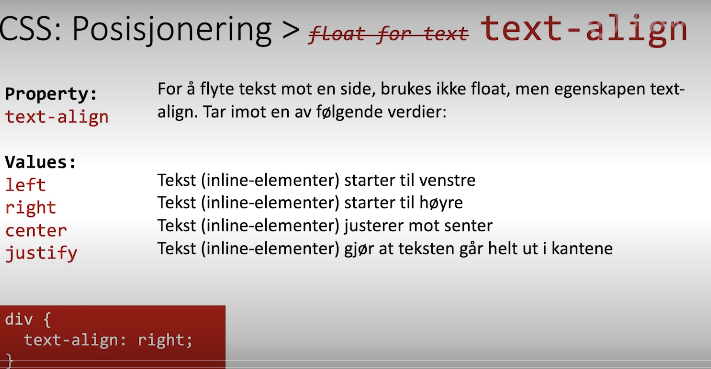 CSS: Posisjonering > float for text text-align
Property:
text-align
For å flyte tekst mot en side, brukes ikke float, men egenskapen text-
align. Tar imot en av følgende verdier:
Values:
left Tekst (inline-elementer) starter til venstre
right Tekst (inline-elementer) starter til høyre
center Tekst (inline-elementer) justerer mot senter
justify Tekst (inline-elementer) gjør at teksten går helt ut i kantene
div {
text-align: right;
}